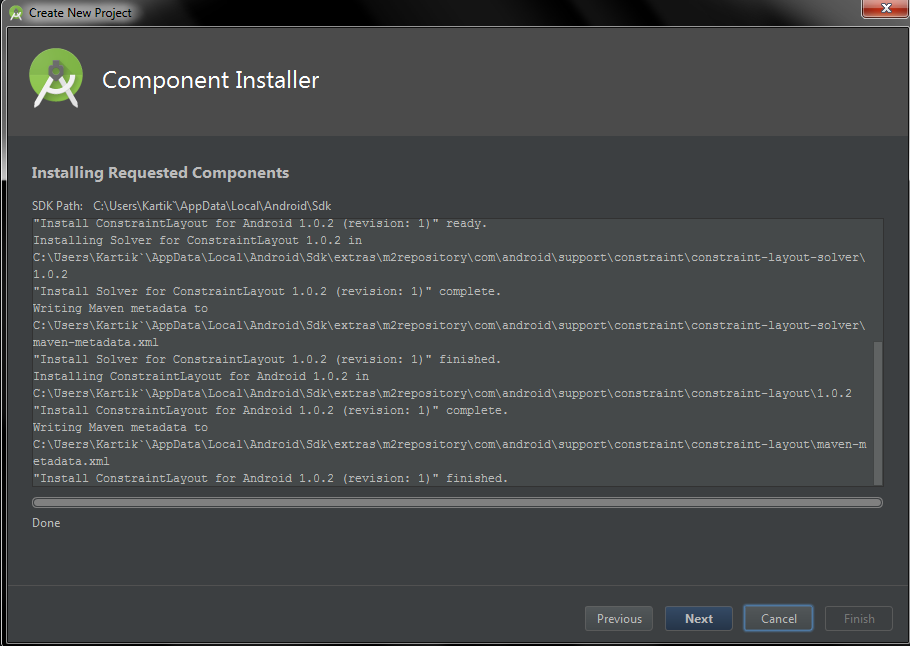 Create New Project
Component Installer
Installing Requested Components
SDK Path: C:\Users\Kartik`\AppData\Local\Android\Sdk
"Install ConstraintLayout for Android 1.0.2 (revision: 1)" ready.
Installing Solver for ConstraintLayout 1.0.2 in
C:\Users\Kartik`\AppData\Local\Android\Sdk\extras\m2repository\com\android\support\constraint\constraint-layout-solver\
1.0.2
"Install Solver for ConstraintLayout 1.0.2 (revision: 1)" complete.
Writing Maven metadata to
C:\Users\Kartik`\AppData\Local\Android\Sdk\extras\m2repository\com\android\support\constraint\constraint-layout-solver\
maven-metadata.xml
"Install Solver for ConstraintLayout 1.0.2 (revision: 1)" finished.
Installing ConstraintLayout for Android 1.0.2 in
C:\Users\Kartik`\AppData\Local\Android\Sdk\extras\m2repository\com\android\support\constraint\constraint-layout\1.0.2
"Install ConstraintLayout for Android 1.0.2 (revision: 1)" complete.
Writing Maven metadata to
C:\Users\Kartik`\AppData\Local\Android\Sdk\extras\m2repository\com\android\support\constraint\constraint-layout\maven-m
etadata.xml
"Install ConstraintLayout for Android 1.0.2 (revision: 1)" finished.
Done
Previous Next Cancel Finish